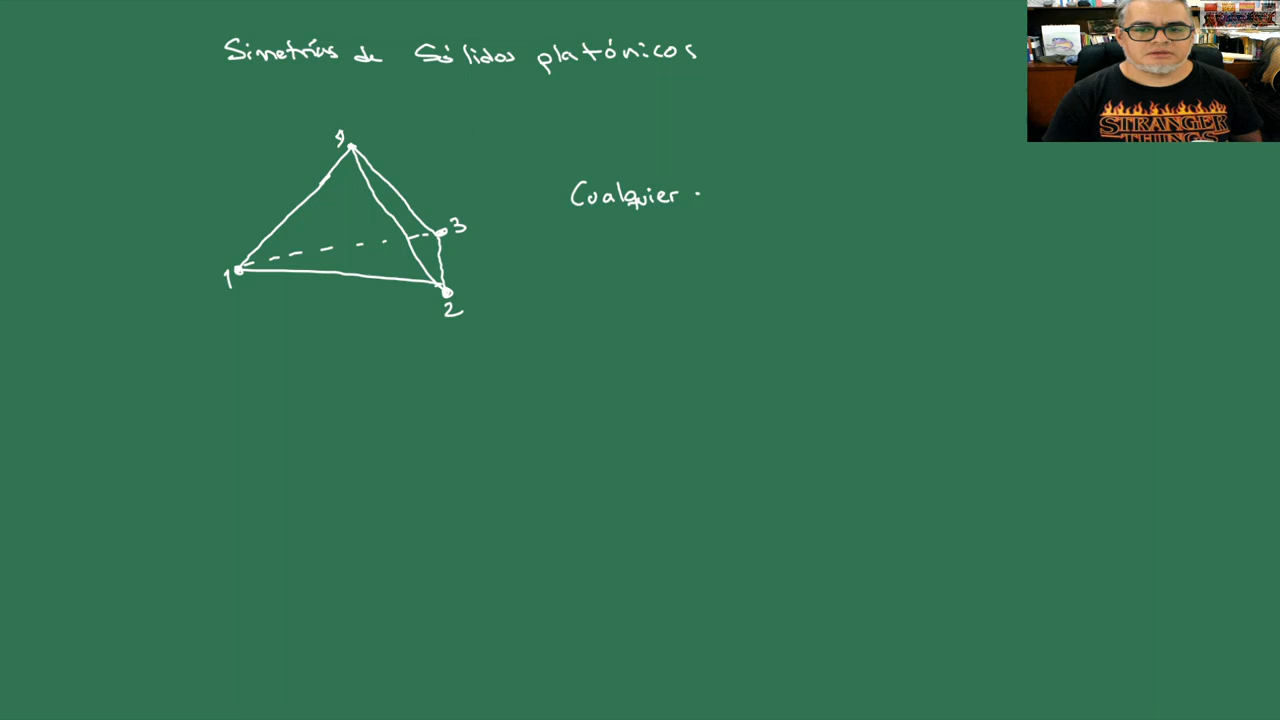 Simetrías de Sólidos platónicos
4
Cualquier
3
1
2
STRANGER
THINGS